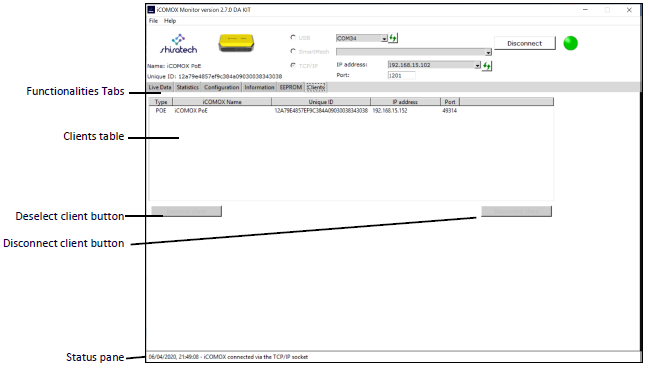 iCOMOX Monitor version 2.7.0 DA KIT
File Help
USB
COM34
SmartMesh
Disconnect
shiratech
TCP/IP
IP address:
192.168.15.102
Name: iCOMOX PoE
Port:
1201
Unique ID: 12a79e4857ef9c384a09030038343038
Live Data Statistics Configuration Information EEPROM Clients
Functionalities Tabs
Type iCOMOX Name Unique ID IP address Port
POE iCOMOX PoE 12A79E4857EF9C384A09030038343038 192.168.15.152 49314
Clients table
Deselect client button
Disconnect client button
Status pane
06/04/2020, 21:49:08 - iCOMOX connected via the TCP/IP socket